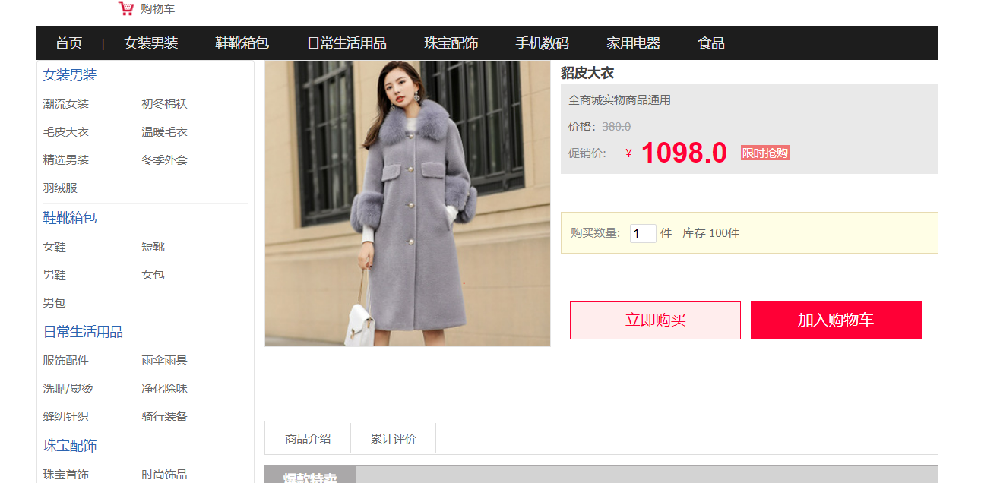 购物车
首页 | 女装男装 鞋靴箱包 日常生活用品 珠宝配饰 手机数码 家用电器 食品
女装男装
潮流女装 初冬棉袄
毛皮大衣 温暖毛衣
精选男装 冬季外套
羽绒服
鞋靴箱包
女鞋 短靴
男鞋 女包
男包
日常生活用品
服饰配件 雨伞雨具
洗嗮/熨烫 净化除味
缝纫针织 骑行装备
珠宝配饰
珠宝首饰 时尚饰品
貂皮大衣
全商城实物商品通用
价格：380.0
促销价： ¥ 1098.0 限时抢购
购买数量: 1 件 库存 100件
立即购买 加入购物车
商品介绍 累计评价
爆款特卖